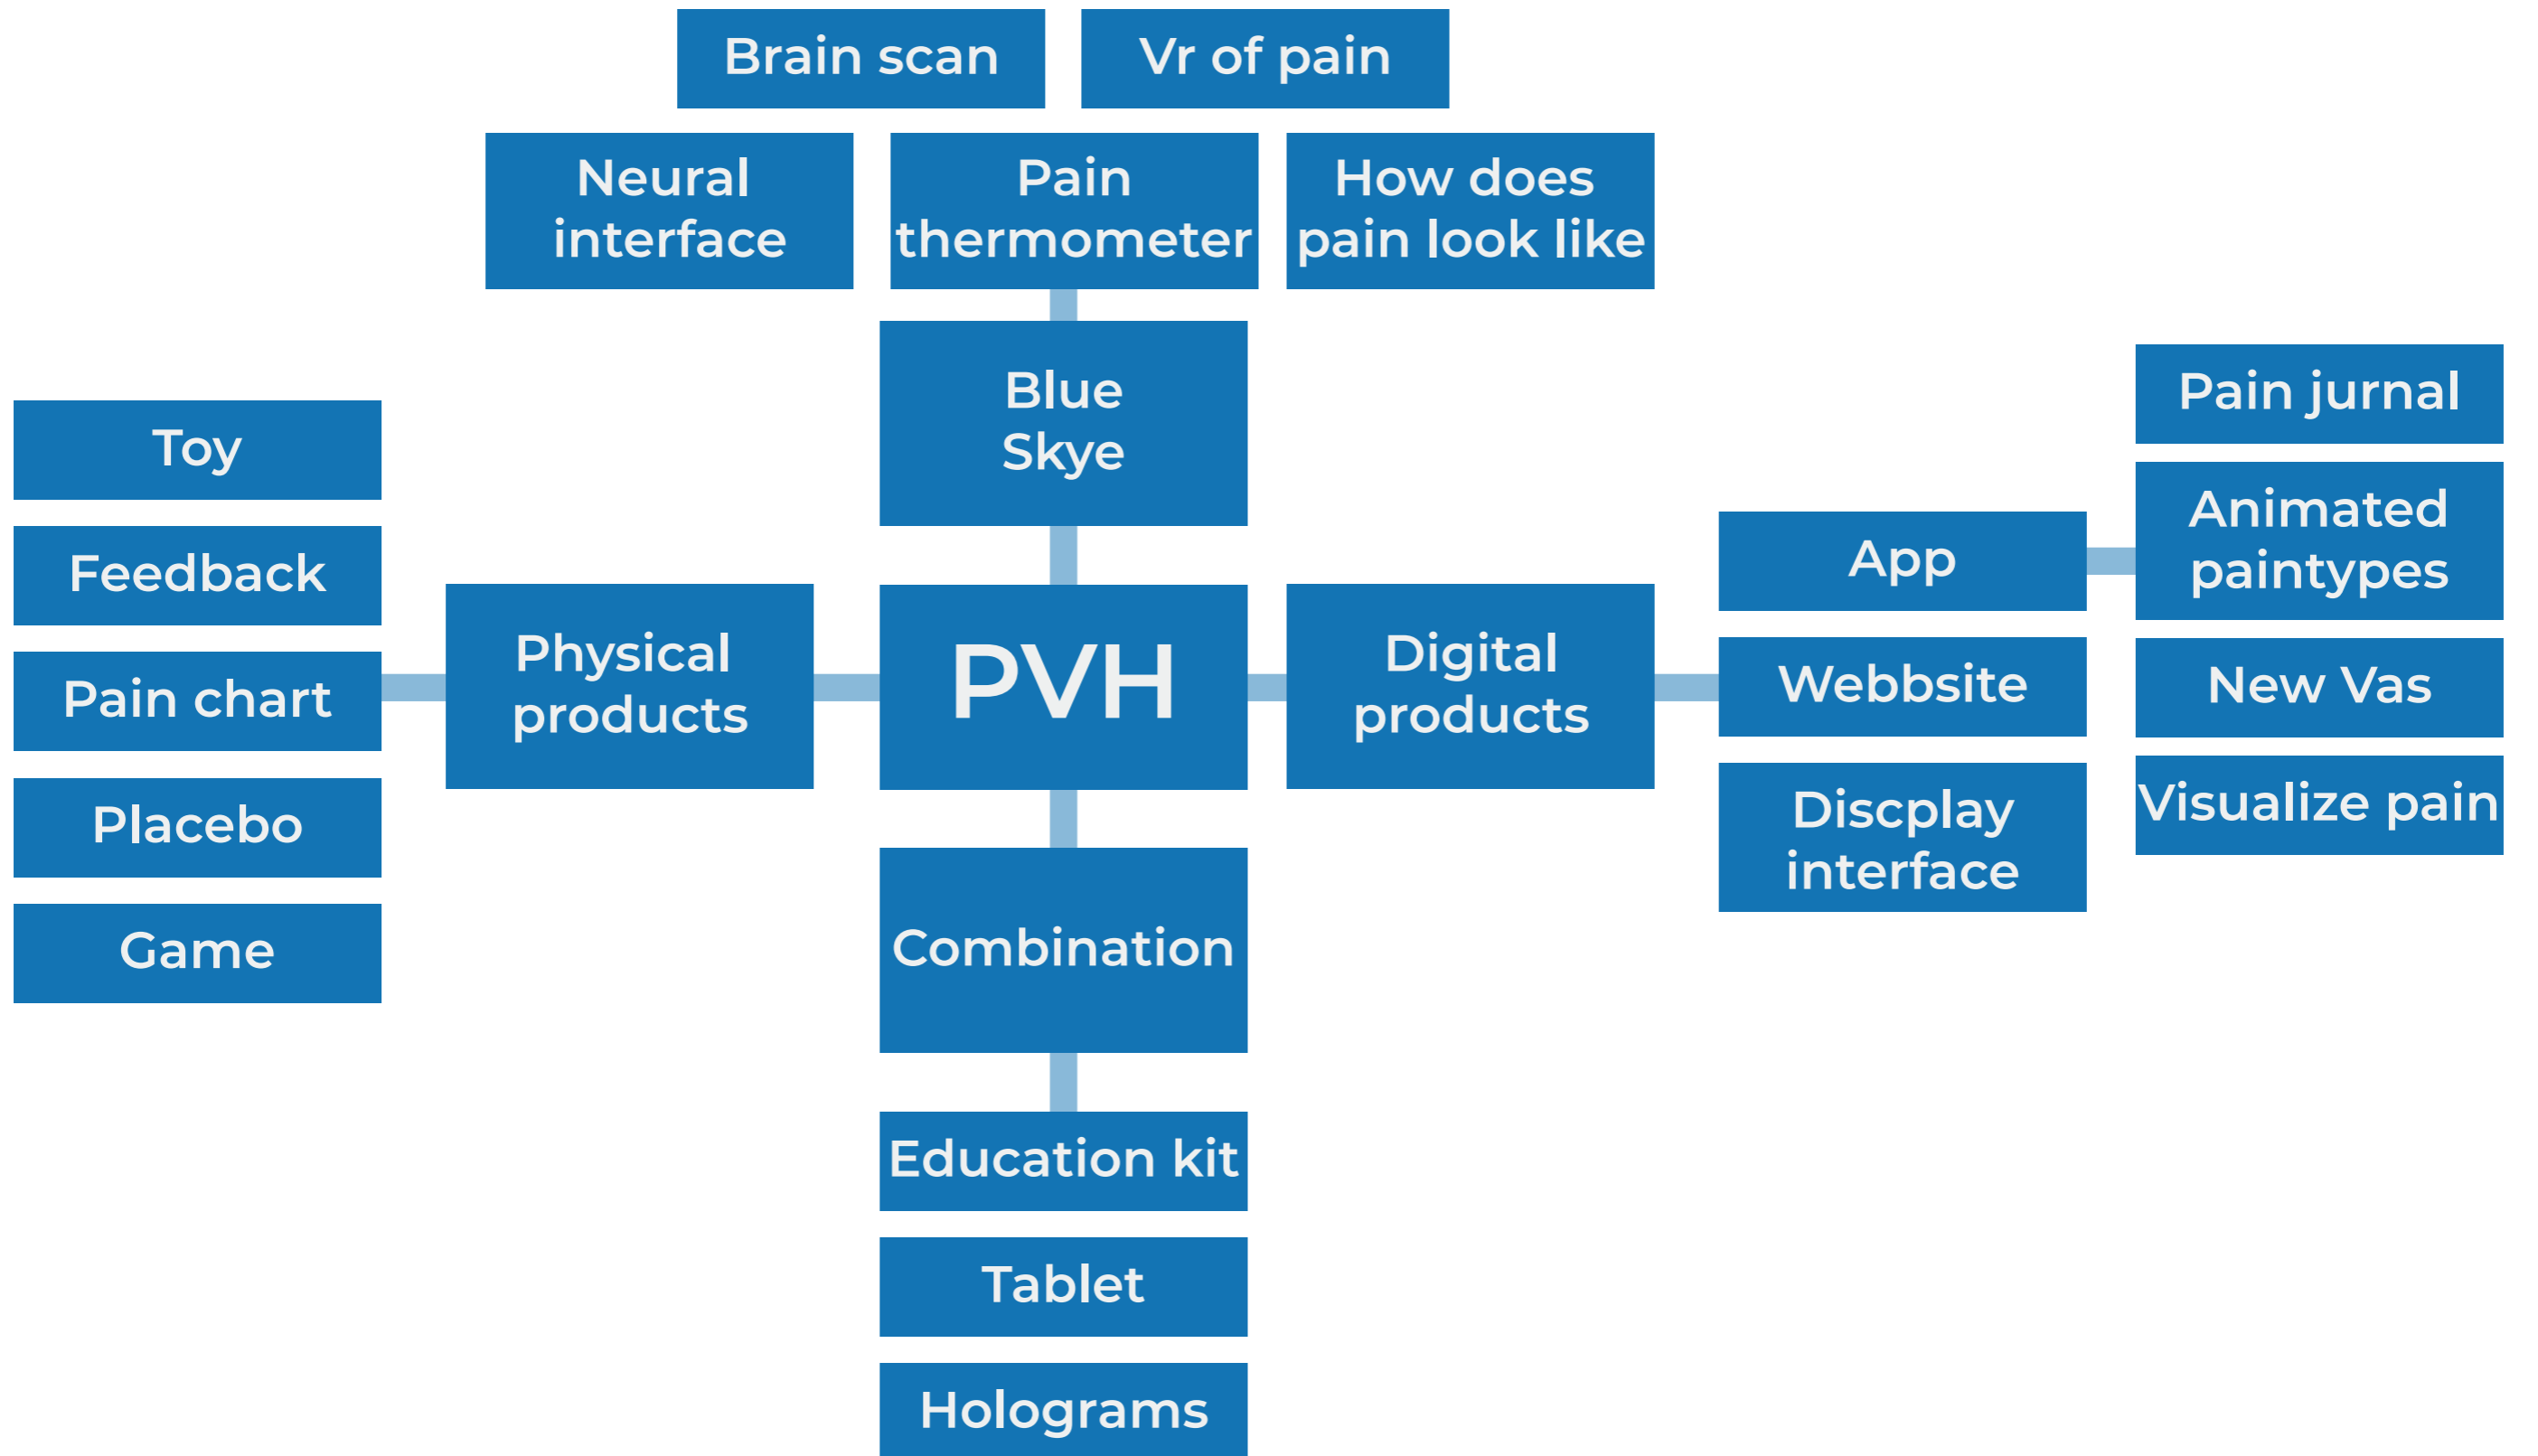 Brain scan
Vr of pain
Neural
interface
Pain
thermometer
How does
pain look like
Blue
Skye
Toy
Feedback
Pain chart
Placebo
Game
Physical
products
PVH
Digital
products
App
Webbsite
Discplay
interface
Pain jurnal
Animated
paintypes
New Vas
Visualize pain
Combination
Education kit
Tablet
Holograms